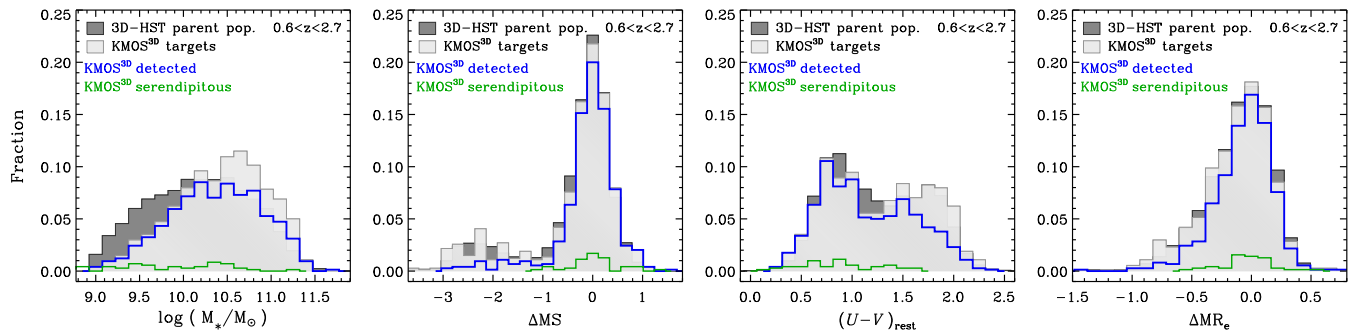 3D-HST parent pop. 0.6<z<2.7
KMOS³ᴰ targets
KMOS³ᴰ detected
KMOS³ᴰ serendipitous
Fraction
0.25
0.20
0.15
0.10
0.05
0.00
9.0 9.5 10.0 10.5 11.0 11.5
log ( M*/M⊙)
3D-HST parent pop. 0.6<z<2.7
KMOS³ᴰ targets
KMOS³ᴰ detected
KMOS³ᴰ serendipitous
0.25
0.20
0.15
0.10
0.05
0.00
−3 −2 −1 0 1
ΔMS
3D-HST parent pop. 0.6<z<2.7
KMOS³ᴰ targets
KMOS³ᴰ detected
KMOS³ᴰ serendipitous
0.25
0.20
0.15
0.10
0.05
0.00
0.0 0.5 1.0 1.5 2.0 2.5
(U−V)rest
3D-HST parent pop. 0.6<z<2.7
KMOS³ᴰ targets
KMOS³ᴰ detected
KMOS³ᴰ serendipitous
0.25
0.20
0.15
0.10
0.05
0.00
−1.5 −1.0 −0.5 0.0 0.5
ΔMRe